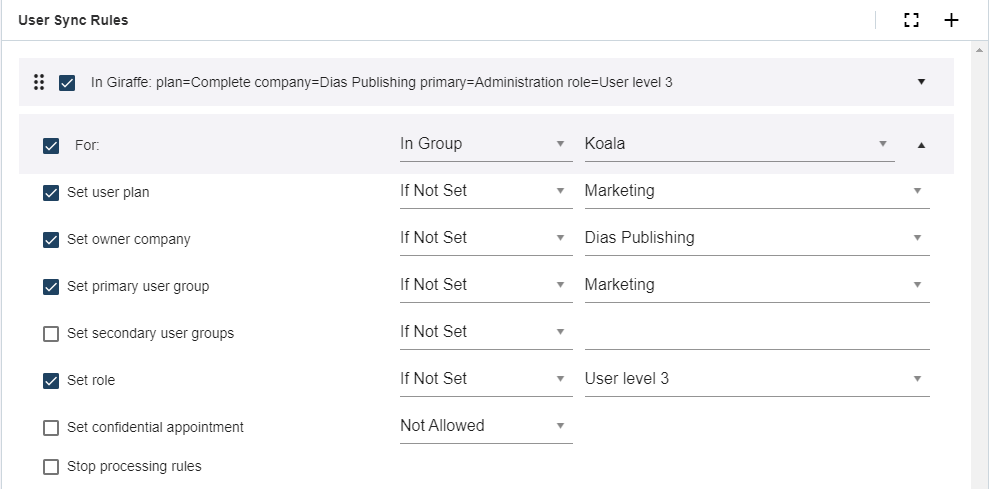 User Sync Rules
In Giraffe: plan=Complete company=Dias Publishing primary=Administration role=User level 3
For: In Group Koala
Set user plan If Not Set Marketing
Set owner company If Not Set Dias Publishing
Set primary user group If Not Set Marketing
Set secondary user groups If Not Set
Set role If Not Set User level 3
Set confidential appointment Not Allowed
Stop processing rules